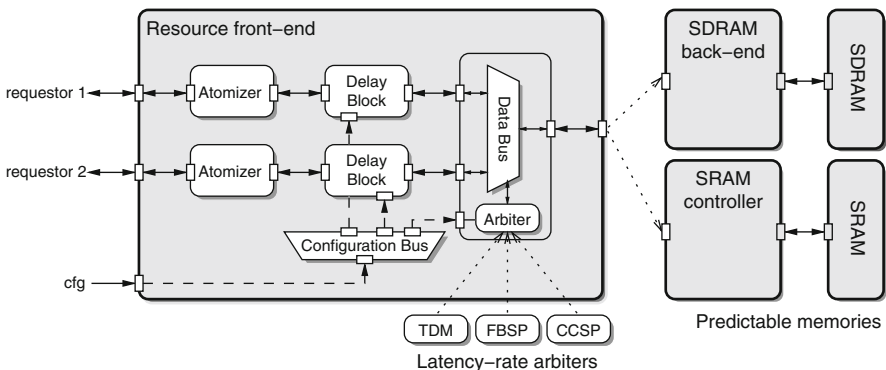 Resource front−end
requestor 1
Atomizer
Delay
Block
requestor 2
Atomizer
Delay
Block
Data Bus
Arbiter
Configuration Bus
cfg
TDM
FBSP
CCSP
Latency−rate arbiters
SDRAM
back−end
SDRAM
SRAM
controller
SRAM
Predictable memories